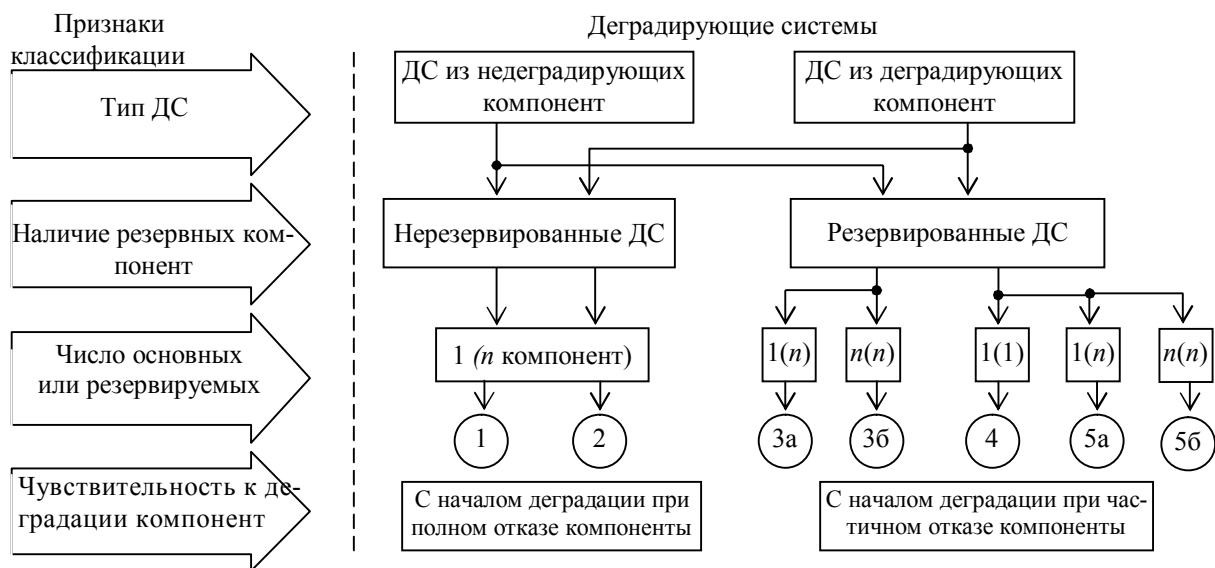 Признаки
классификации
Деградирующие системы
Тип ДС
ДС из недеградирующих
компонент
ДС из деградирующих
компонент
Наличие резервных ком-
понент
Нерезервированные ДС
Резервированные ДС
Число основных
или резервируемых
1 (n компонент)
1(n)
n(n)
1(1)
1(n)
n(n)
1
2
3а
3б
4
5а
5б
Чувствительность к де-
градации компонент
С началом деградации при
полном отказе компоненты
С началом деградации при час-
тичном отказе компоненты